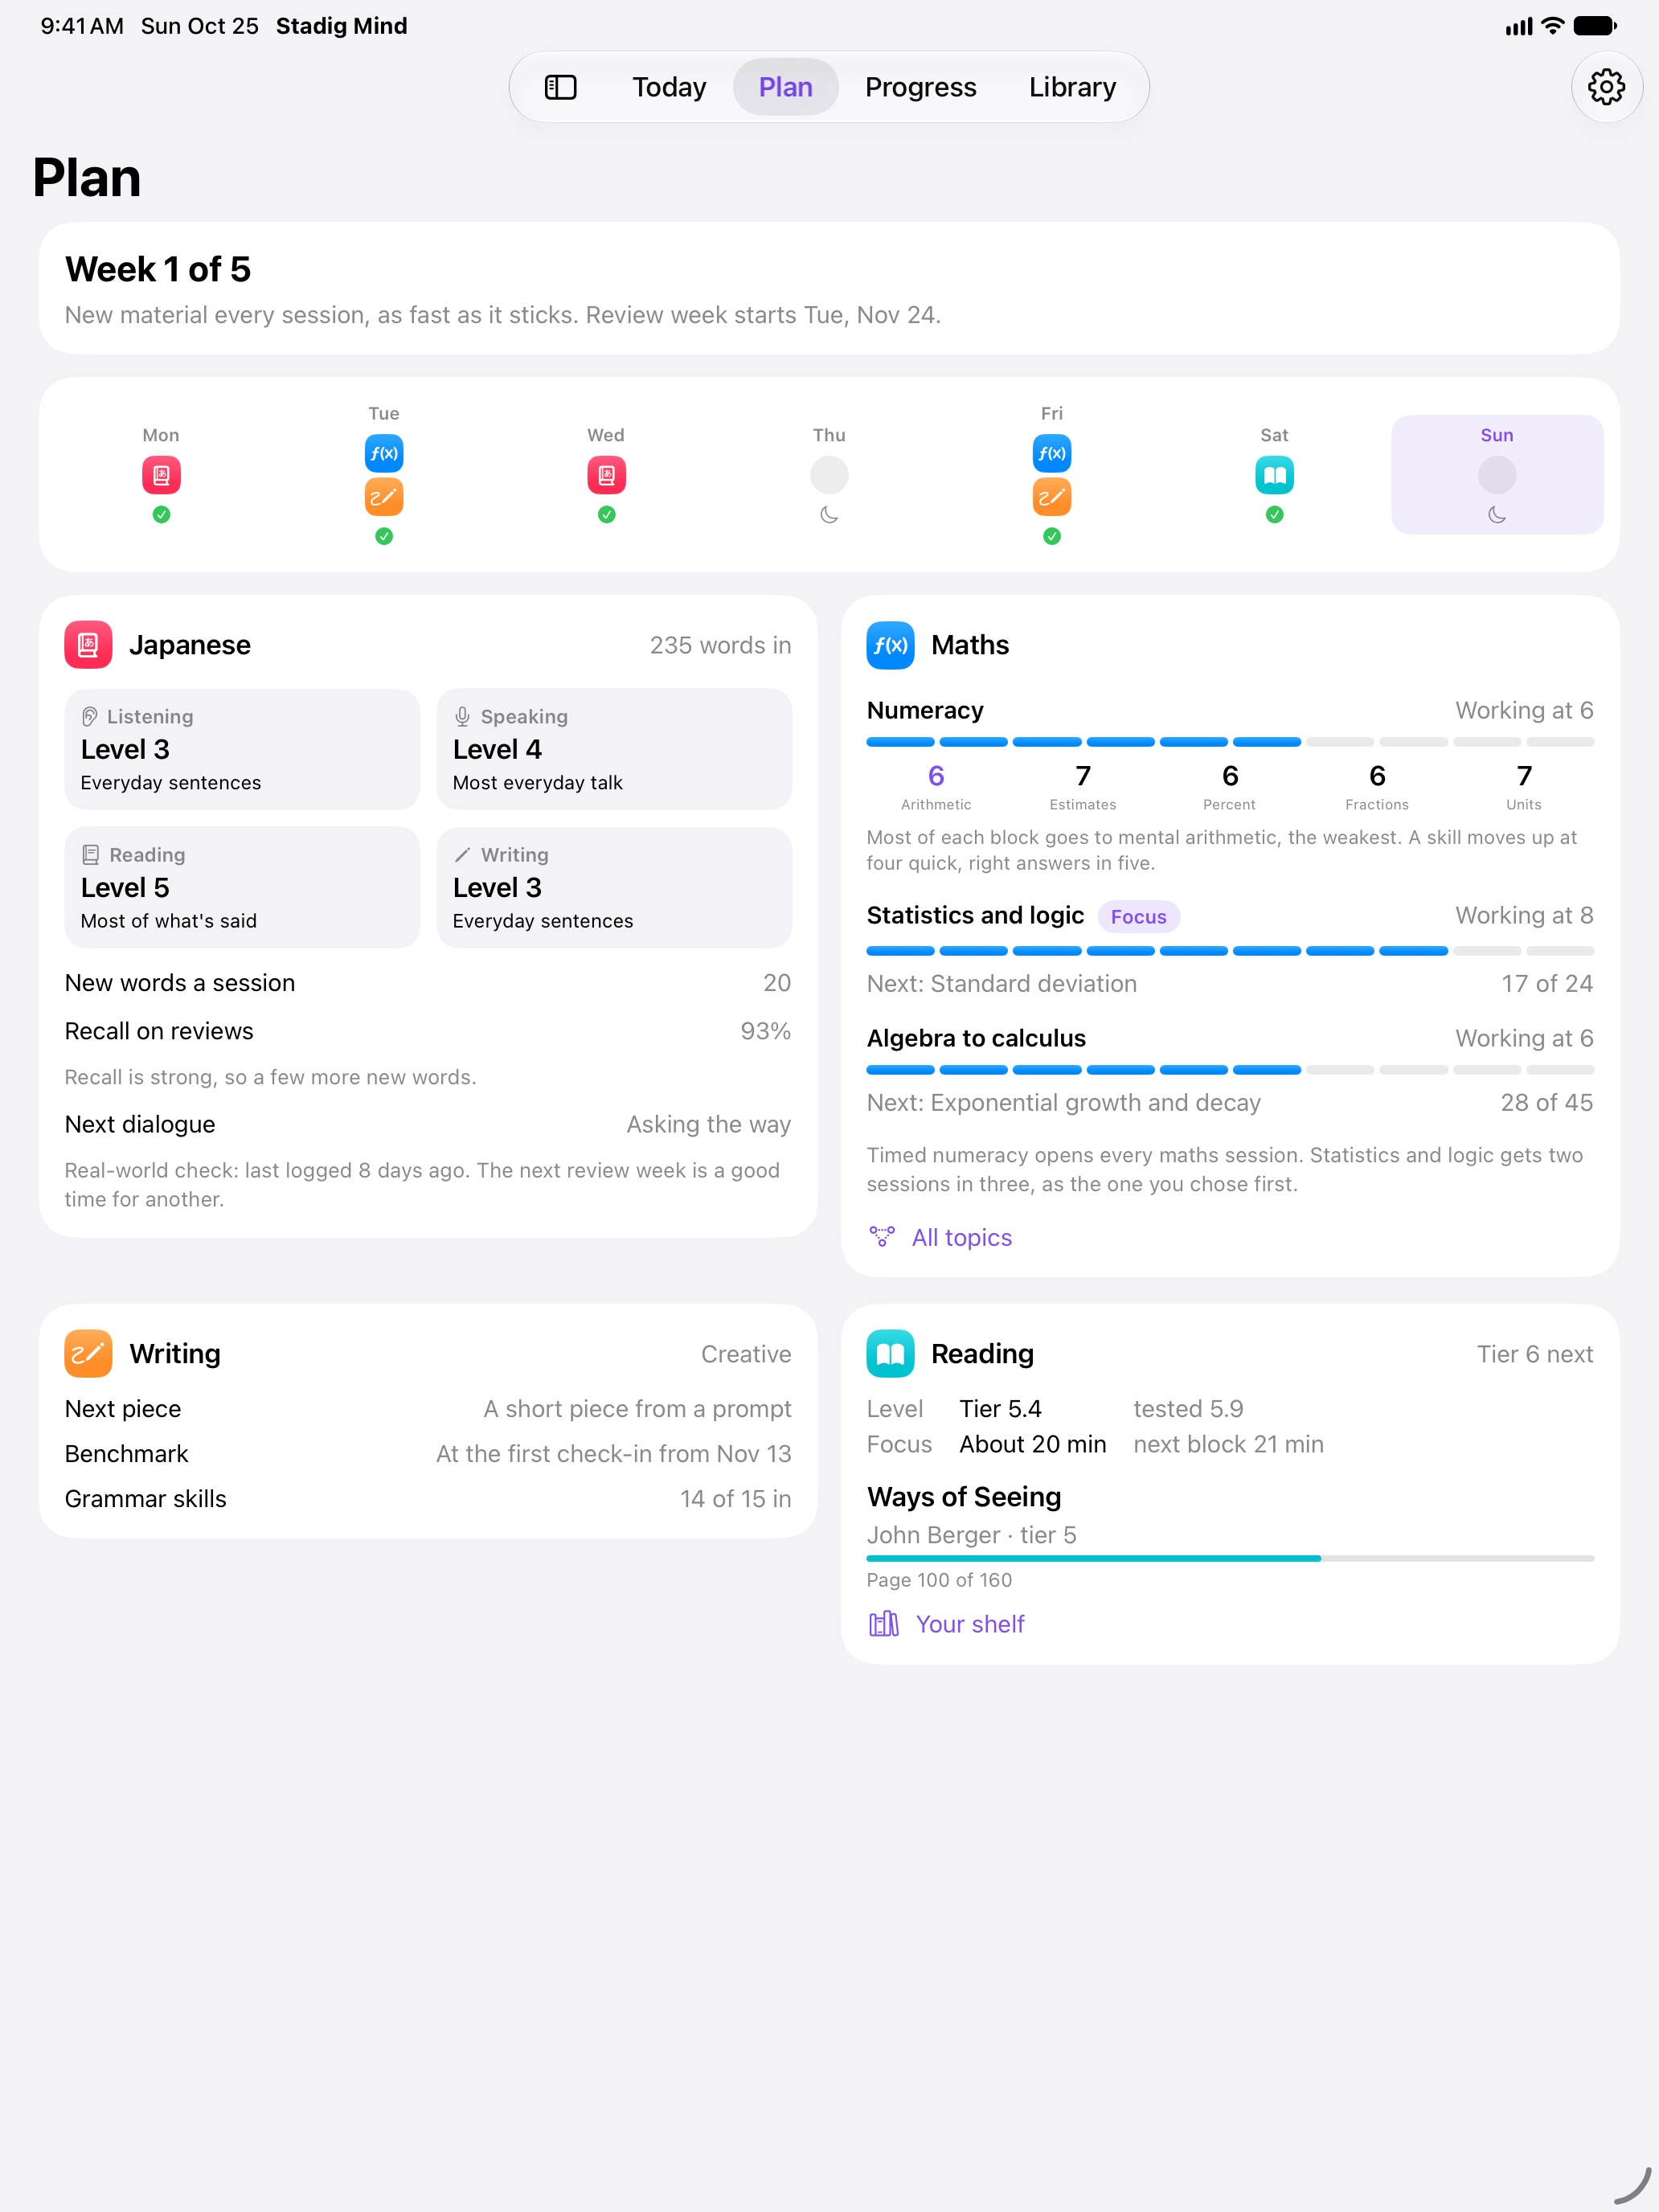 9:41 AM Sun Oct 25 Stadig Mind
Today Plan Progress Library
Plan
Week 1 of 5
New material every session, as fast as it sticks. Review week starts Tue, Nov 24.
Mon Tue Wed Thu Fri Sat Sun
f(x) f(x)
あ あ
あ Japanese 235 words in
Listening
Level 3
Everyday sentences
Speaking
Level 4
Most everyday talk
Reading
Level 5
Most of what's said
Writing
Level 3
Everyday sentences
New words a session 20
Recall on reviews 93%
Recall is strong, so a few more new words.
Next dialogue Asking the way
Real-world check: last logged 8 days ago. The next review week is a good
time for another.
f(x) Maths
Numeracy Working at 6
6 7 6 6 7
Arithmetic Estimates Percent Fractions Units
Most of each block goes to mental arithmetic, the weakest. A skill moves up at
four quick, right answers in five.
Statistics and logic Focus Working at 8
Next: Standard deviation 17 of 24
Algebra to calculus Working at 6
Next: Exponential growth and decay 28 of 45
Timed numeracy opens every maths session. Statistics and logic gets two
sessions in three, as the one you chose first.
All topics
Writing Creative
Next piece A short piece from a prompt
Benchmark At the first check-in from Nov 13
Grammar skills 14 of 15 in
Reading Tier 6 next
Level Tier 5.4 tested 5.9
Focus About 20 min next block 21 min
Ways of Seeing
John Berger · tier 5
Page 100 of 160
Your shelf